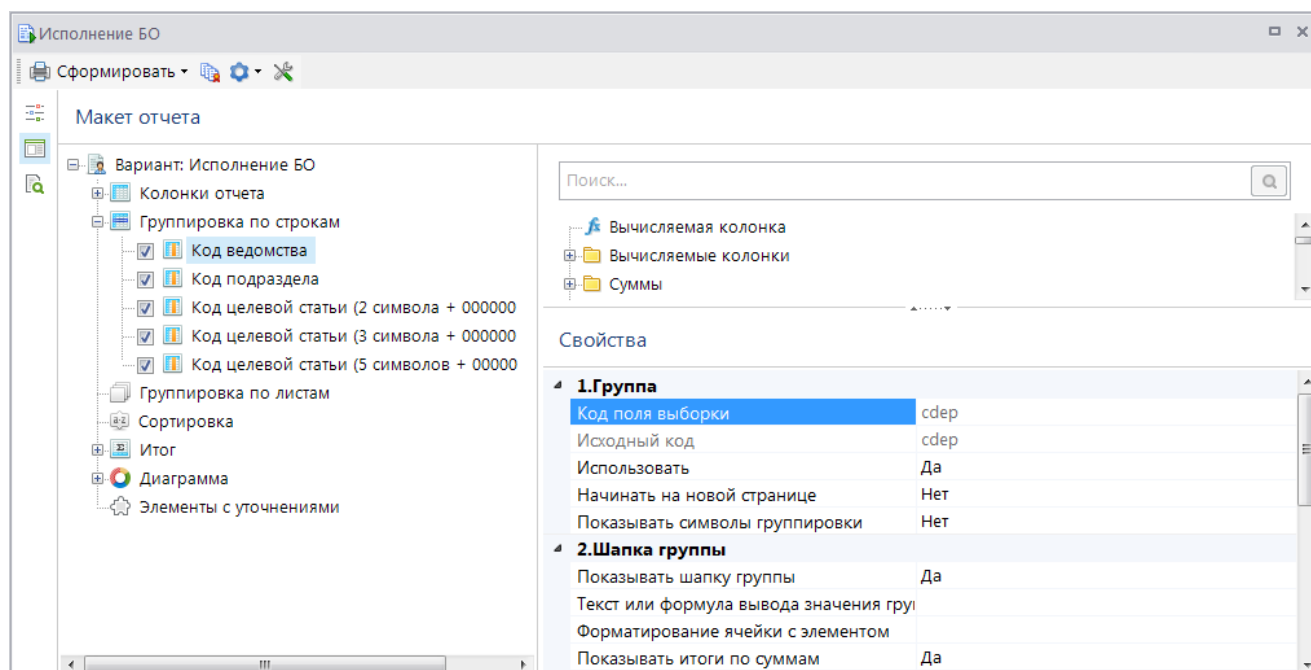 Исполнение БО
Сформировать
Макет отчета
Вариант: Исполнение БО
Колонки отчета
Группировка по строкам
Код ведомства
Код подраздела
Код целевой статьи (2 символа + 000000
Код целевой статьи (3 символа + 000000
Код целевой статьи (5 символов + 00000
Группировка по листам
Сортировка
Итог
Диаграмма
Элементы с уточнениями
Поиск...
Вычисляемая колонка
Вычисляемые колонки
Суммы
Свойства
1.Группа
Код поля выборки cdep
Исходный код cdep
Использовать Да
Начинать на новой странице Нет
Показывать символы группировки Нет
2.Шапка группы
Показывать шапку группы Да
Текст или формула вывода значения гру
Форматирование ячейки с элементом
Показывать итоги по суммам Да